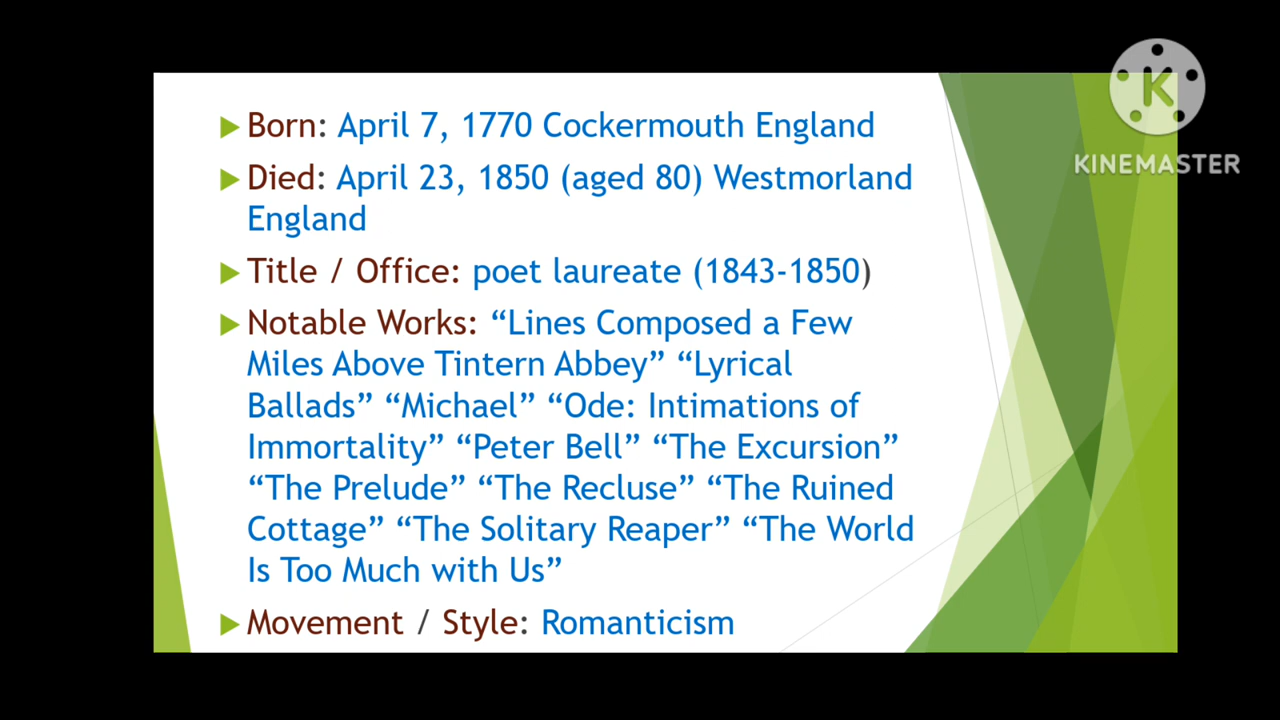 Born: April 7, 1770 Cockermouth England
Died: April 23, 1850 (aged 80) Westmorland
England
Title / Office: poet laureate (1843-1850)
Notable Works: “Lines Composed a Few
Miles Above Tintern Abbey” “Lyrical
Ballads” “Michael” “Ode: Intimations of
Immortality” “Peter Bell” “The Excursion”
“The Prelude” “The Recluse” “The Ruined
Cottage” “The Solitary Reaper” “The World
Is Too Much with Us”
Movement / Style: Romanticism
K
KINEMASTER